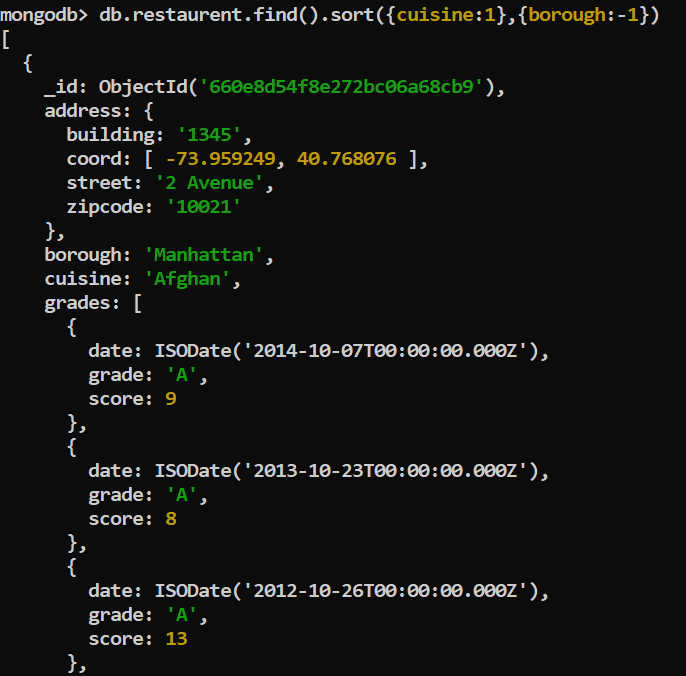 mongodb> db.restaurent.find().sort({cuisine:1},{borough:-1})
[
  {
    _id: ObjectId('660e8d54f8e272bc06a68cb9'),
    address: {
      building: '1345',
      coord: [ -73.959249, 40.768076 ],
      street: '2 Avenue',
      zipcode: '10021'
    },
    borough: 'Manhattan',
    cuisine: 'Afghan',
    grades: [
      {
        date: ISODate('2014-10-07T00:00:00.000Z'),
        grade: 'A',
        score: 9
      },
      {
        date: ISODate('2013-10-23T00:00:00.000Z'),
        grade: 'A',
        score: 8
      },
      {
        date: ISODate('2012-10-26T00:00:00.000Z'),
        grade: 'A',
        score: 13
      },